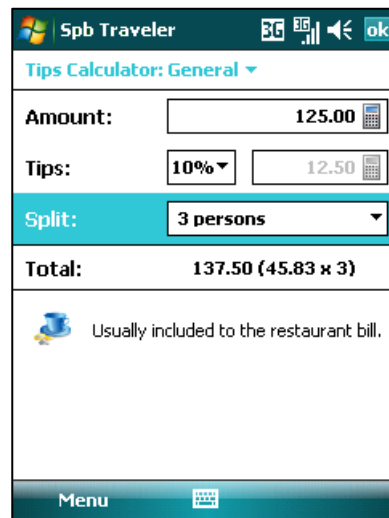 Spb Traveler 3G 3G ok
Tips Calculator: General
Amount: 125.00
Tips: 10% 12.50
Split: 3 persons
Total: 137.50 (45.83 x 3)
Usually included to the restaurant bill.
Menu